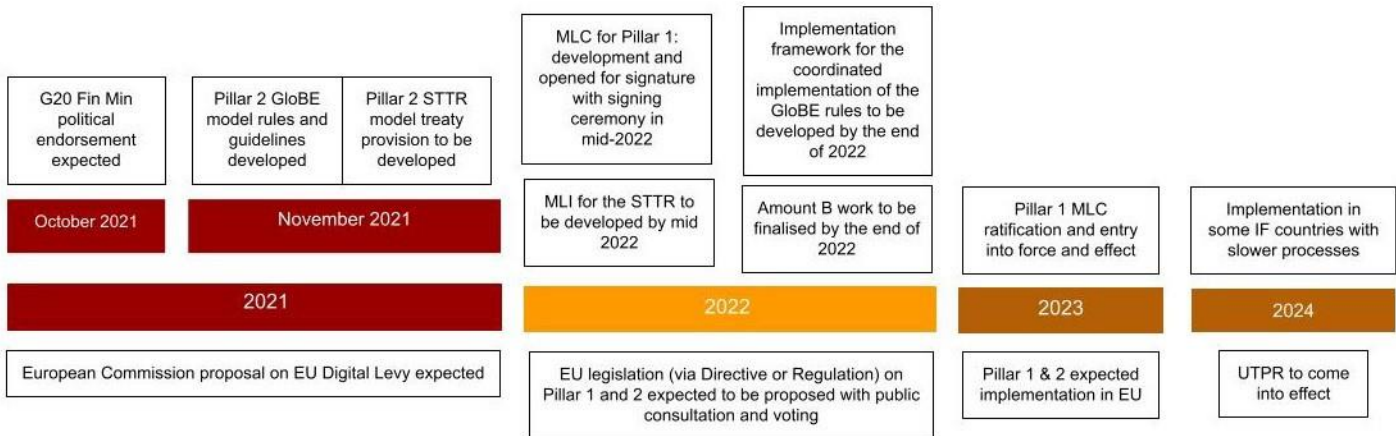 G20 Fin Min
political
endorsement
expected
Pillar 2 GloBE
model rules and
guidelines
developed
Pillar 2 STTR
model treaty
provision to be
developed
MLC for Pillar 1:
development and
opened for signature
with signing
ceremony in
mid-2022
Implementation
framework for the
coordinated
implementation of the
GloBE rules to be
developed by the end
of 2022
October 2021
November 2021
MLI for the STTR to
be developed by mid
2022
Amount B work to be
finalised by the end of
2022
Pillar 1 MLC
ratification and entry
into force and effect
Implementation in
some IF countries with
slower processes
2021
2022
2023
2024
European Commission proposal on EU Digital Levy expected
EU legislation (via Directive or Regulation) on
Pillar 1 and 2 expected to be proposed with public
consultation and voting
Pillar 1 & 2 expected
implementation in EU
UTPR to come
into effect